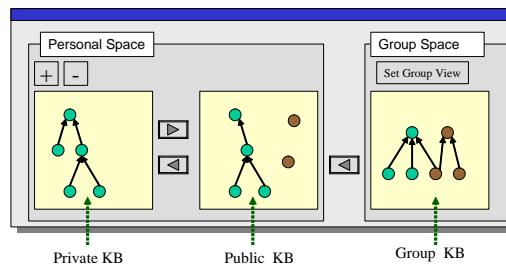 Personal Space
Group Space
+ -
Set Group View
Private KB
Public KB
Group KB